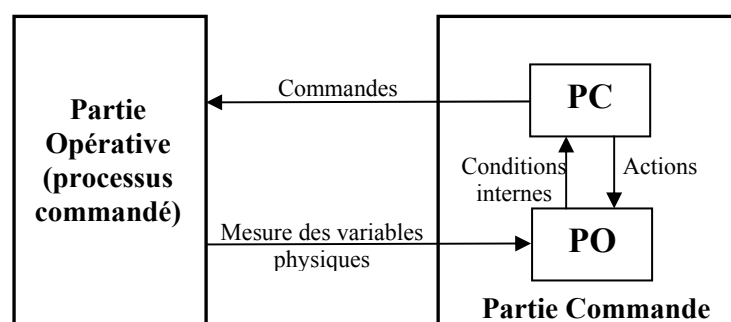 Partie
Opérative
(processus
commandé)
Commandes
PC
Conditions
internes
Actions
Mesure des variables
physiques
PO
Partie Commande